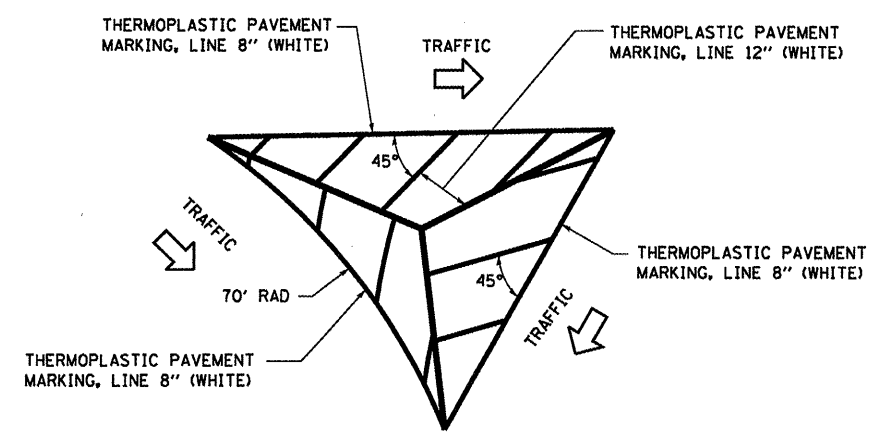 THERMOPLASTIC PAVEMENT
MARKING, LINE 8" (WHITE)
TRAFFIC
THERMOPLASTIC PAVEMENT
MARKING, LINE 12" (WHITE)
45°
TRAFFIC
THERMOPLASTIC PAVEMENT
MARKING, LINE 8" (WHITE)
45°
70' RAD
TRAFFIC
THERMOPLASTIC PAVEMENT
MARKING, LINE 8" (WHITE)